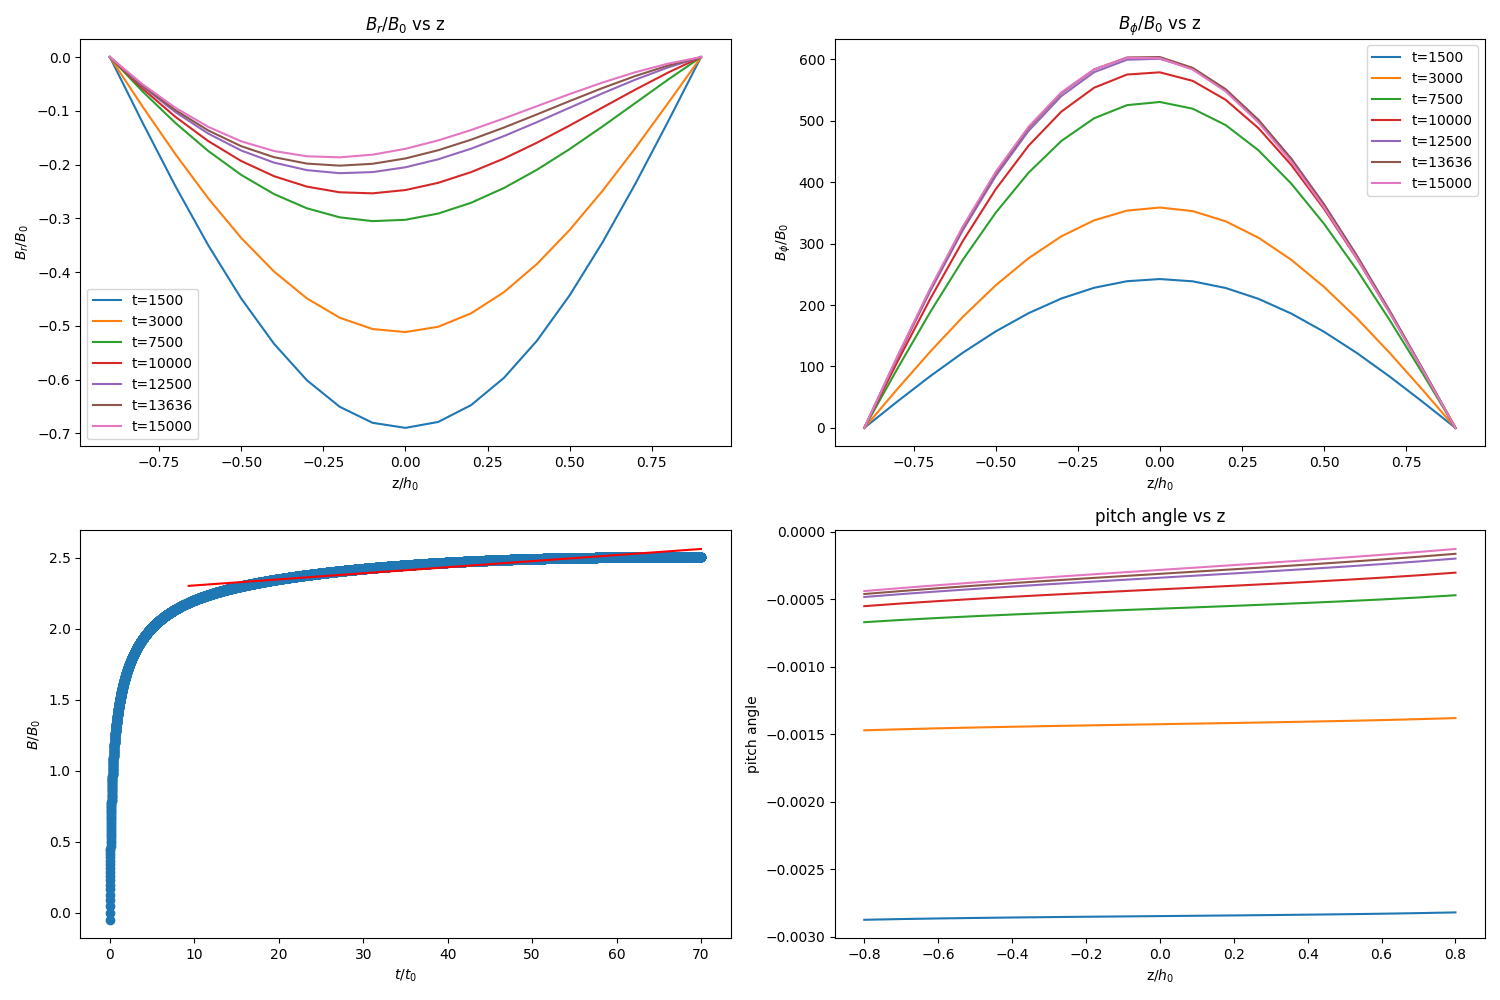 $B_r/B_0$ vs z
0.0
−0.1
−0.2
−0.3
−0.4
−0.5
−0.6
−0.7
$B_r/B_0$
t=1500
t=3000
t=7500
t=10000
t=12500
t=13636
t=15000
−0.75 −0.50 −0.25 0.00 0.25 0.50 0.75
z/$h_0$
$B_\phi/B_0$ vs z
600
500
400
300
200
100
0
$B_\phi/B_0$
t=1500
t=3000
t=7500
t=10000
t=12500
t=13636
t=15000
−0.75 −0.50 −0.25 0.00 0.25 0.50 0.75
z/$h_0$
2.5
2.0
1.5
1.0
0.5
0.0
$B/B_0$
0 10 20 30 40 50 60 70
$t/t_0$
pitch angle vs z
0.0000
−0.0005
−0.0010
−0.0015
−0.0020
−0.0025
−0.0030
pitch angle
−0.8 −0.6 −0.4 −0.2 0.0 0.2 0.4 0.6 0.8
z/$h_0$